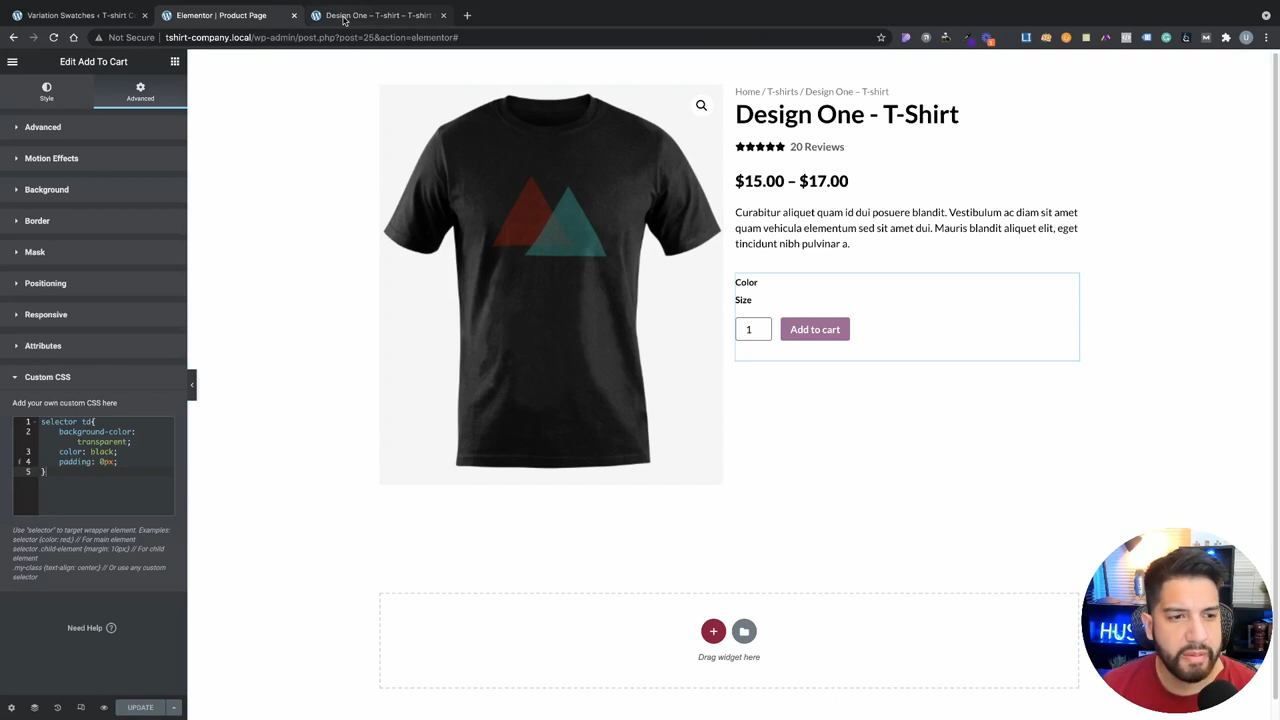 Variation Swatches ‹ T-shirt C
Elementor | Product Page
Design One – T-shirt – T-shirt
Not Secure | tshirt-company.local/wp-admin/post.php?post=25&action=elementor#
U
Edit Add To Cart
Style
Advanced
Advanced
Motion Effects
Background
Border
Mask
Positioning
Responsive
Attributes
Custom CSS
Add your own custom CSS here
1 selector td{
2 background-color:
transparent;
3 color: black;
4 padding: 0px;
5 }
Use "selector" to target wrapper element. Examples:
selector {color: red;} // For main element
selector .child-element {margin: 10px;} // For child
element
.my-class {text-align: center;} // Or use any custom
selector
Need Help ?
UPDATE
Home / T-shirts / Design One – T-shirt
Design One - T-Shirt
20 Reviews
$15.00 – $17.00
Curabitur aliquet quam id dui posuere blandit. Vestibulum ac diam sit amet
quam vehicula elementum sed sit amet dui. Mauris blandit aliquet elit, eget
tincidunt nibh pulvinar a.
Color
Size
1
Add to cart
Drag widget here
HUS